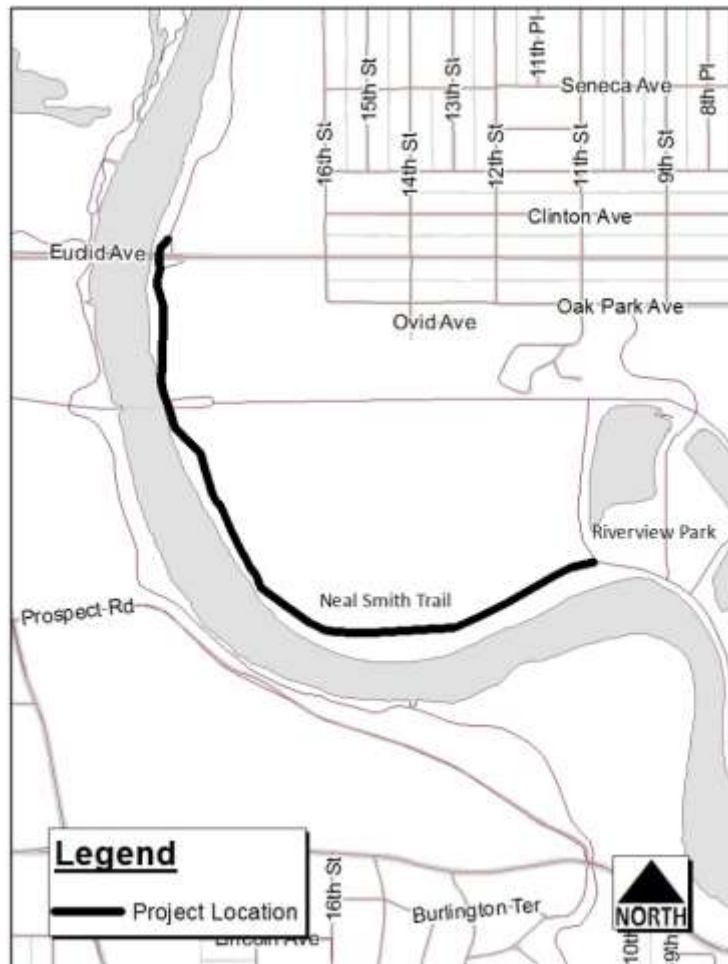 11th Pl
15th St
13th St
Seneca Ave
8th Pl
16th St
14th St
12th St
11th St
9th St
Clinton Ave
Euclid Ave
Oak Park Ave
Ovid Ave
Riverview Park
Neal Smith Trail
Prospect Rd
Legend
Project Location
16th St
Burlington Ter
NORTH
Lincoln Ave
10th
9th